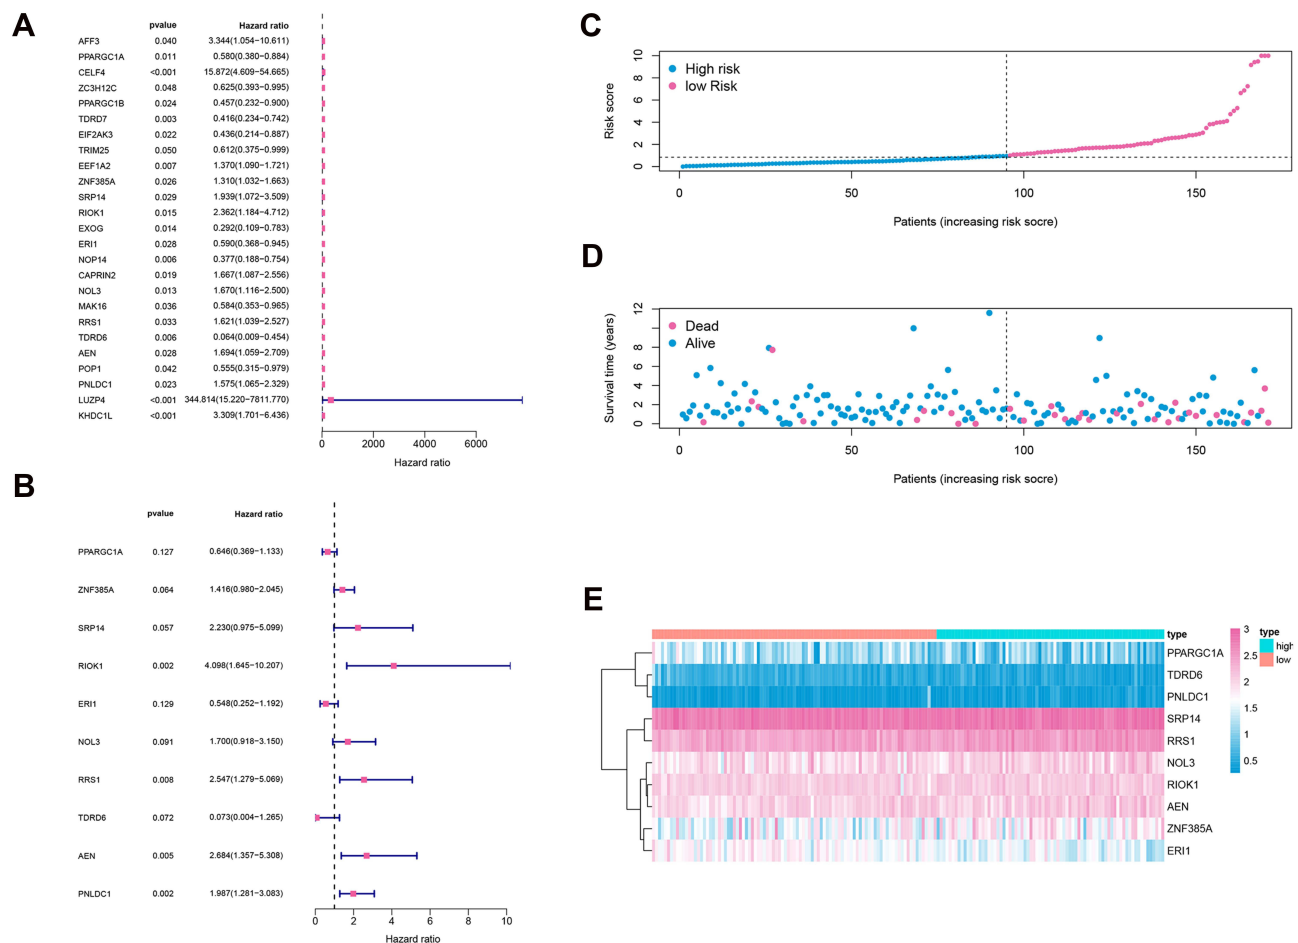 A
pvalue Hazard ratio
AFF3 0.040 3.344(1.054−10.611)
PPARGC1A 0.011 0.580(0.380−0.884)
CELF4 <0.001 15.872(4.609−54.665)
ZC3H12C 0.048 0.625(0.393−0.995)
PPARGC1B 0.024 0.457(0.232−0.900)
TDRD7 0.003 0.416(0.234−0.742)
EIF2AK3 0.022 0.436(0.214−0.887)
TRIM25 0.050 0.612(0.375−0.999)
EEF1A2 0.007 1.370(1.090−1.721)
ZNF385A 0.026 1.310(1.032−1.663)
SRP14 0.029 1.939(1.072−3.509)
RIOK1 0.015 2.362(1.184−4.712)
EXOG 0.014 0.292(0.109−0.783)
ERI1 0.028 0.590(0.368−0.945)
NOP14 0.006 0.377(0.188−0.754)
CAPRIN2 0.019 1.667(1.087−2.556)
NOL3 0.013 1.670(1.116−2.500)
MAK16 0.036 0.584(0.353−0.965)
RRS1 0.033 1.621(1.039−2.527)
TDRD6 0.006 0.064(0.009−0.454)
AEN 0.028 1.694(1.059−2.709)
POP1 0.042 0.555(0.315−0.979)
PNLDC1 0.023 1.575(1.065−2.329)
LUZP4 <0.001 344.814(15.220−7811.770)
KHDC1L <0.001 3.309(1.701−6.436)
0 2000 4000 6000
Hazard ratio
B
pvalue Hazard ratio
PPARGC1A 0.127 0.646(0.369−1.133)
ZNF385A 0.064 1.416(0.980−2.045)
SRP14 0.057 2.230(0.975−5.099)
RIOK1 0.002 4.098(1.645−10.207)
ERI1 0.129 0.548(0.252−1.192)
NOL3 0.091 1.700(0.918−3.150)
RRS1 0.008 2.547(1.279−5.069)
TDRD6 0.072 0.073(0.004−1.265)
AEN 0.005 2.684(1.357−5.308)
PNLDC1 0.002 1.987(1.281−3.083)
0 2 4 6 8 10
Hazard ratio
C
High risk
low Risk
Risk score
10
8
6
4
2
0
0 50 100 150
Patients (increasing risk socre)
D
Dead
Alive
Survival time (years)
12
8
6
4
2
0
0 50 100 150
Patients (increasing risk socre)
E
type
PPARGC1A
TDRD6
PNLDC1
SRP14
RRS1
NOL3
RIOK1
AEN
ZNF385A
ERI1
3
2.5
2
1.5
1
0.5
type
high
low